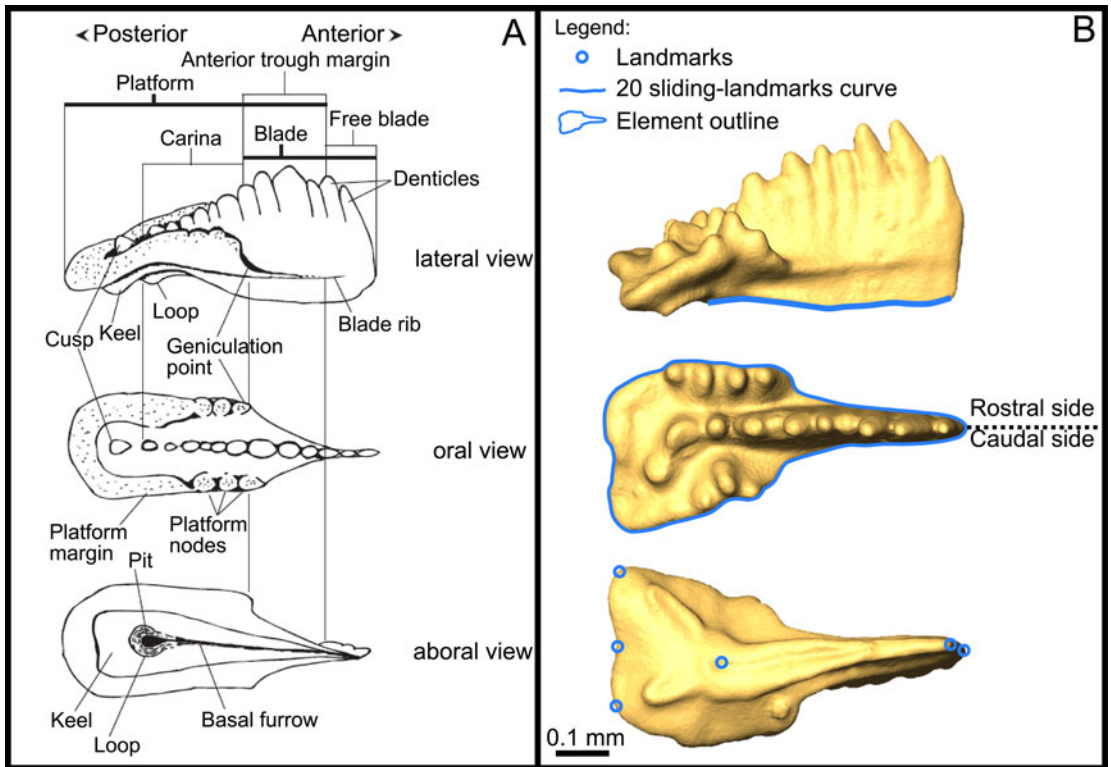 <Posterior Anterior>
A
Anterior trough margin
Platform
Free blade
Blade
Carina
Denticles
lateral view
Keel
Loop
Blade rib
Cusp
Geniculation
point
oral view
Platform
margin
Platform
nodes
Pit
aboral view
Keel
Basal furrow
Loop
B
Legend:
Landmarks
20 sliding-landmarks curve
Element outline
Rostral side
Caudal side
0.1 mm